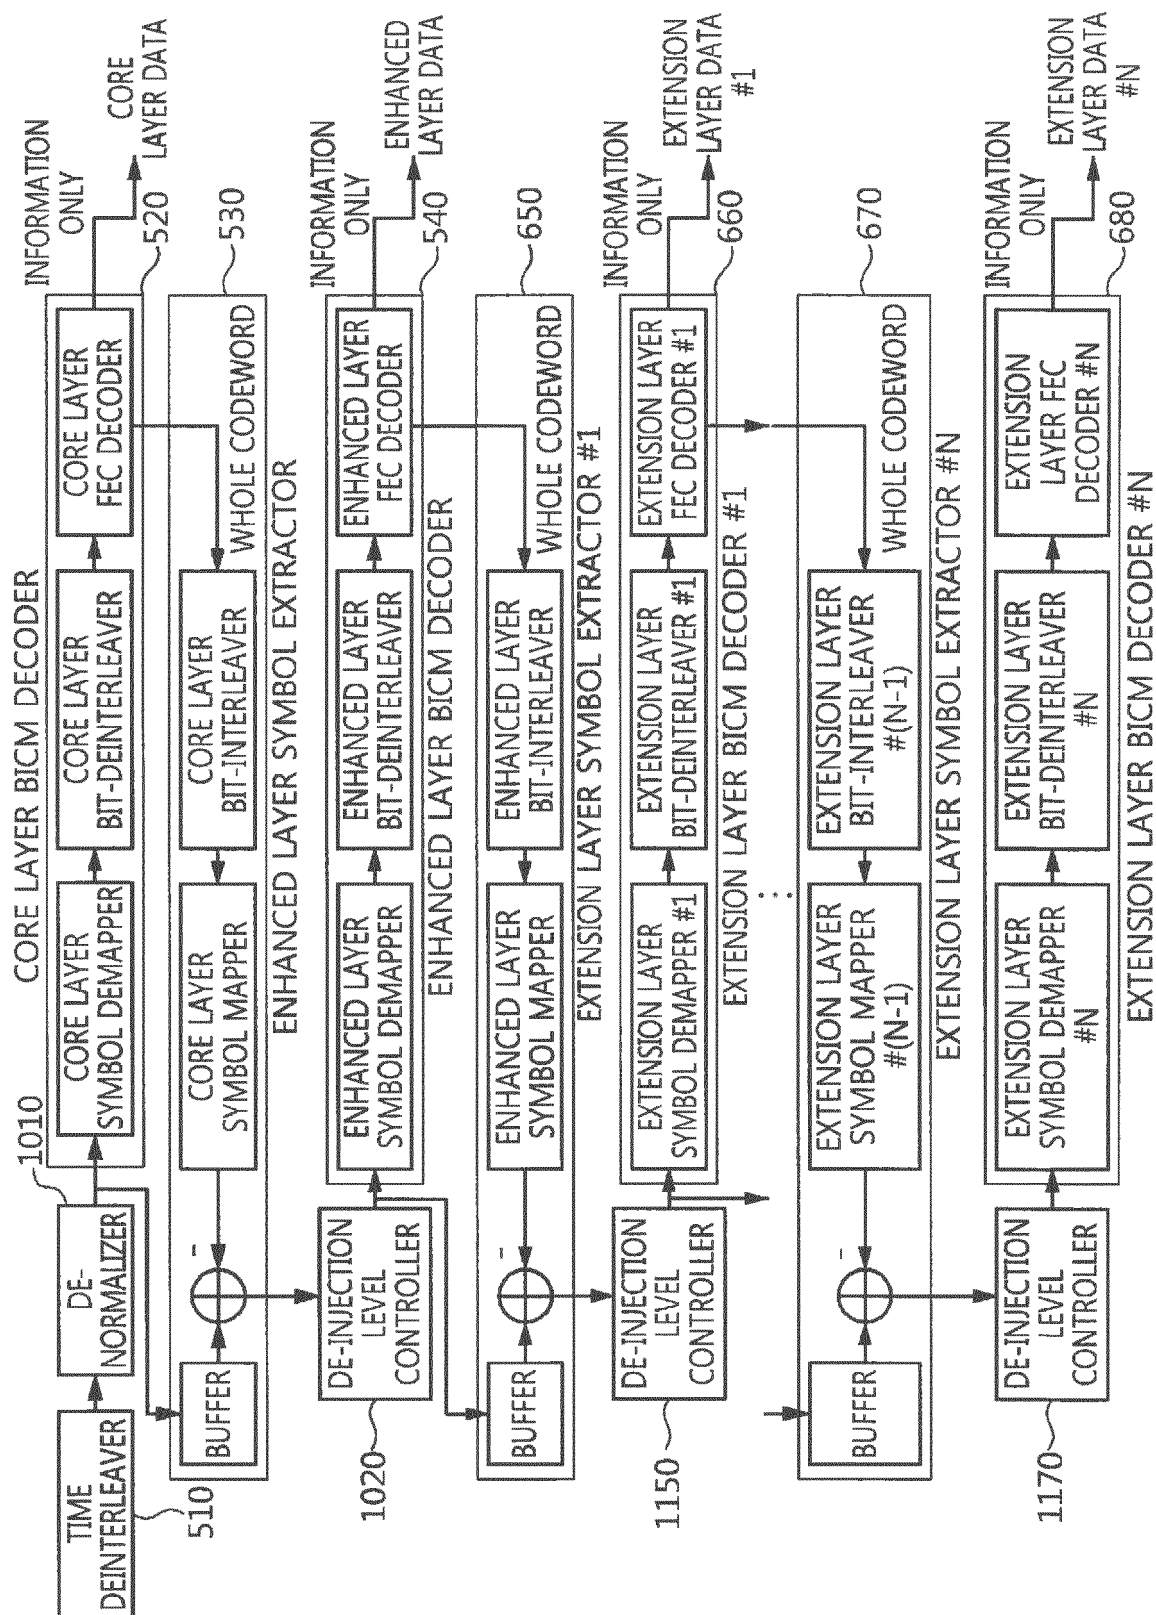 TIME
DEINTERLEAVER
510
DE-
NORMALIZER
1010
CORE LAYER BICM DECODER
CORE LAYER
SYMBOL DEMAPPER
CORE LAYER
BIT-DEINTERLEAVER
CORE LAYER
FEC DECODER
INFORMATION
ONLY
CORE
LAYER DATA
520
530
BUFFER
-
CORE LAYER
SYMBOL MAPPER
CORE LAYER
BIT-INTERLEAVER
WHOLE CODEWORD
ENHANCED LAYER SYMBOL EXTRACTOR
DE-INJECTION
LEVEL
CONTROLLER
1020
ENHANCED LAYER
SYMBOL DEMAPPER
ENHANCED LAYER
BIT-DEINTERLEAVER
ENHANCED LAYER
FEC DECODER
INFORMATION
ONLY
ENHANCED
LAYER DATA
540
ENHANCED LAYER BICM DECODER
650
BUFFER
-
ENHANCED LAYER
SYMBOL MAPPER
ENHANCED LAYER
BIT-INTERLEAVER
WHOLE CODEWORD
EXTENSION LAYER SYMBOL EXTRACTOR #1
DE-INJECTION
LEVEL
CONTROLLER
1150
EXTENSION LAYER
SYMBOL DEMAPPER #1
EXTENSION LAYER
BIT-DEINTERLEAVER #1
EXTENSION LAYER
FEC DECODER #1
INFORMATION
ONLY
EXTENSION
LAYER DATA
#1
660
EXTENSION LAYER BICM DECODER #1
...
670
BUFFER
-
EXTENSION LAYER
SYMBOL MAPPER
#(N-1)
EXTENSION LAYER
BIT-INTERLEAVER
#(N-1)
WHOLE CODEWORD
EXTENSION LAYER SYMBOL EXTRACTOR #N
DE-INJECTION
LEVEL
CONTROLLER
1170
EXTENSION LAYER
SYMBOL DEMAPPER
#N
EXTENSION LAYER
BIT-DEINTERLEAVER
#N
EXTENSION
LAYER FEC
DECODER #N
INFORMATION
ONLY
EXTENSION
LAYER DATA
#N
680
EXTENSION LAYER BICM DECODER #N